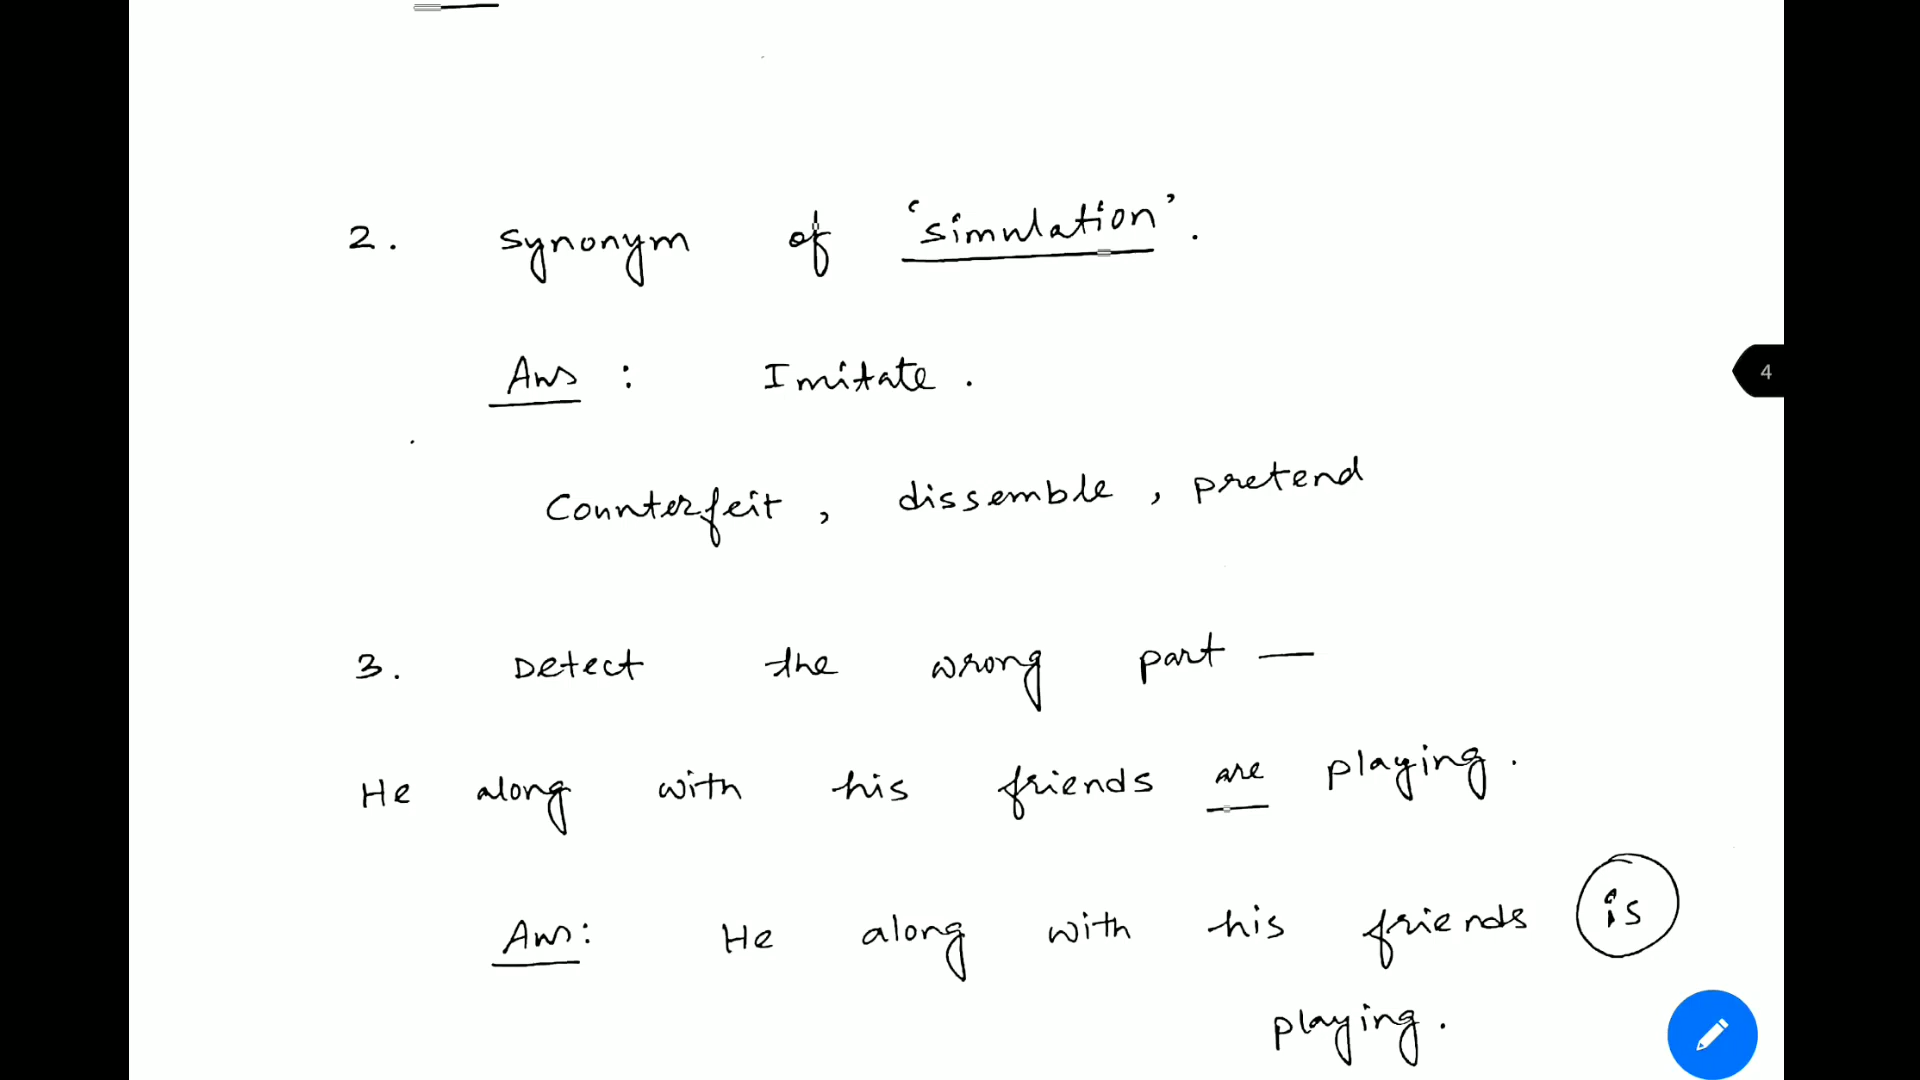 2. synonym of 'simulation'.
Ans : Imitate.
4
Counterfeit, dissemble, pretend
3. Detect the wrong part —
He along with his friends are playing.
Ans: He along with his friends is
playing.